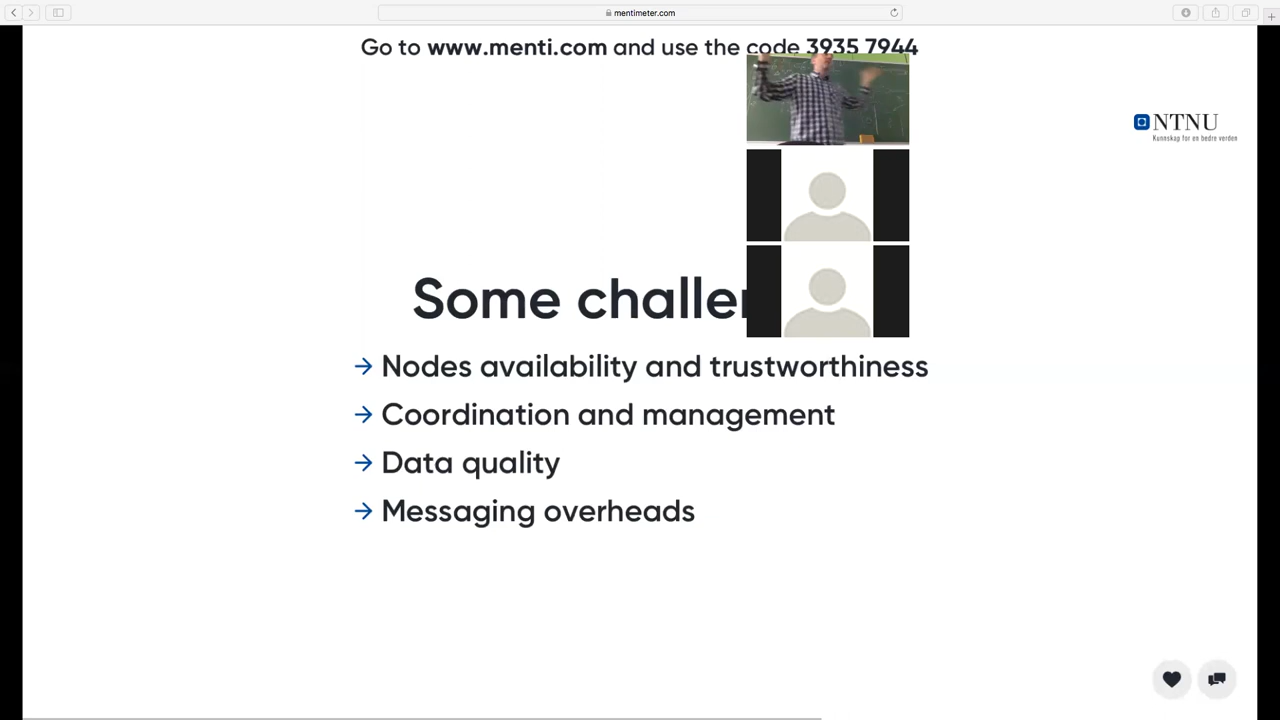 mentimeter.com
Go to www.menti.com and use the code 3935 7944
NTNU
Kunnskap for en bedre verden
Some
Nodes availability and trustworthiness
Coordination and management
Data quality
Messaging overheads